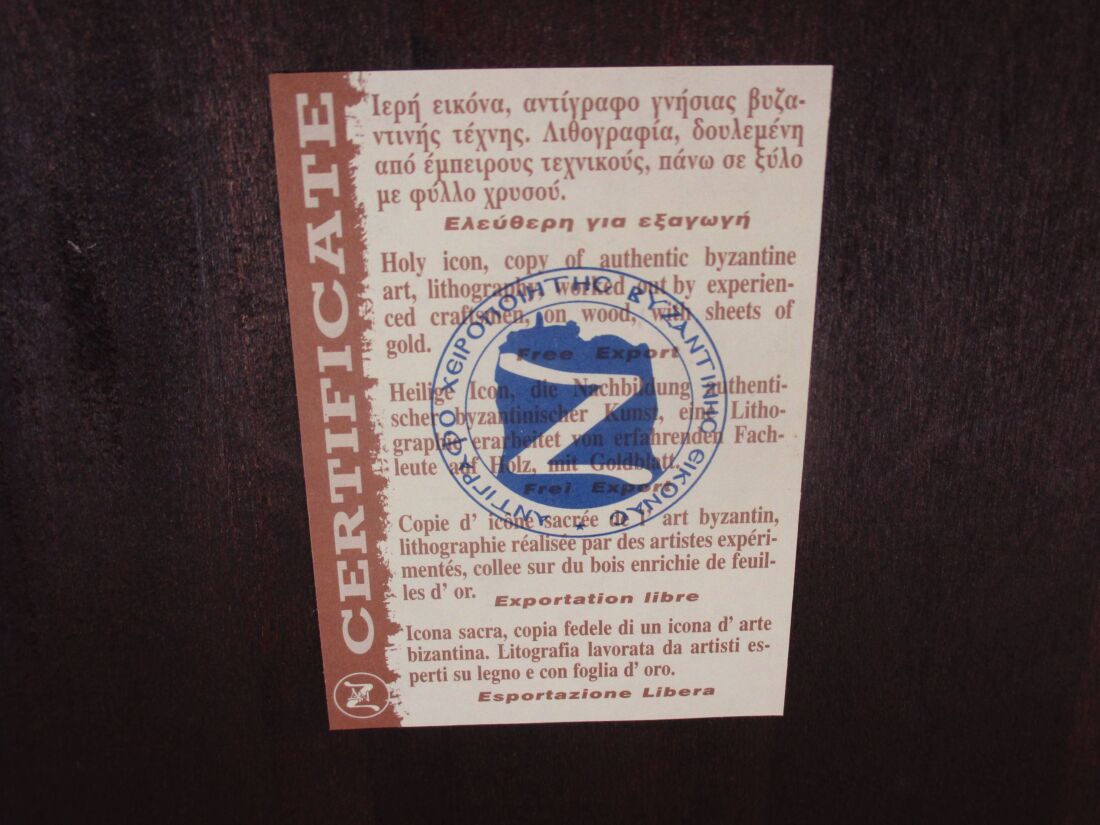 CERTIFICATE
Ιερή εικόνα, αντίγραφο γνήσιας βυζα-
ντινής τέχνης. Λιθογραφία, δουλεμένη
από έμπειρους τεχνικούς, πάνω σε ξύλο
με φύλλο χρυσού.
Ελεύθερη για εξαγωγή
Holy icon, copy of authentic byzantine
art, lithography, worked out by experien-
ced craftsmen, on wood, with sheets of
gold.
Free Export
Heilige Icon, die Nachbildung authenti-
scher byzantinischer Kunst, eine Litho-
graphie erarbeitet von erfahrenden Fach-
leute auf Holz, mit Goldblatt.
Frei Export
Copie d' icône sacrée de l' art byzantin,
lithographie réalisée par des artistes expéri-
mentés, collee sur du bois enrichie de feuil-
les d' or.
Exportation libre
Icona sacra, copia fedele di un icona d' arte
bizantina. Litografia lavorata da artisti es-
perti su legno e con foglia d' oro.
Esportazione Libera
ΑΝΤΙΓΡΑΦΟ ΧΕΙΡΟΠΟΙΗΤΗС ΒΥΖΑΝΤΙΝΗС ΕΙΚΟΝΑС